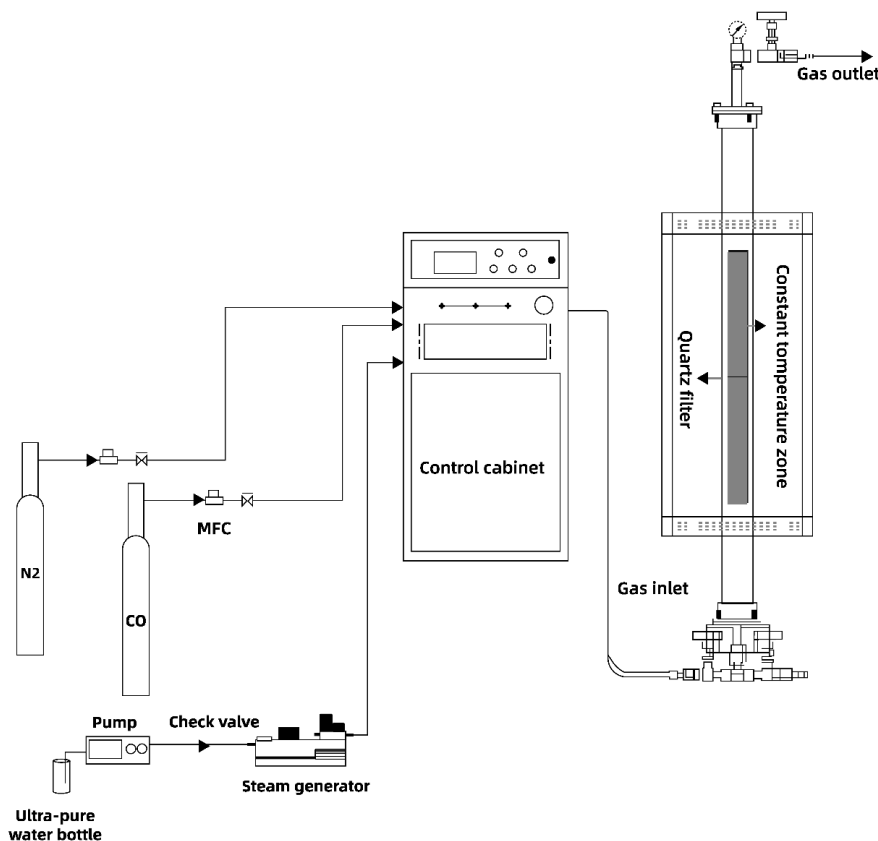 Gas outlet
Constant tomperature zone
Quartz filter
Control cabinet
N2
CO
MFC
Gas inlet
Pump
Check valve
Steam generator
Ultra-pure
water bottle